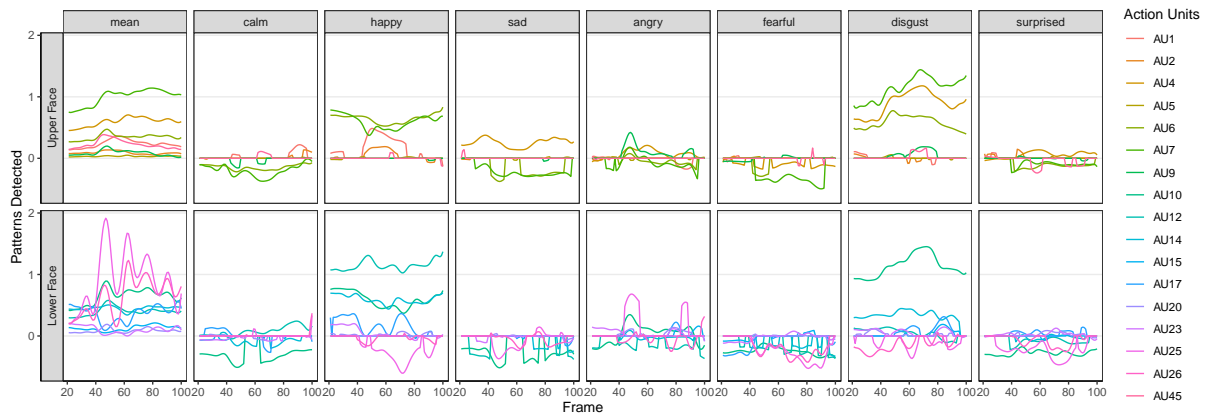 mean calm happy sad angry fearful disgust surprised
Action Units
AU1
AU2
AU4
AU5
AU6
AU7
AU9
AU10
AU12
AU14
AU15
AU17
AU20
AU23
AU25
AU26
AU45
Patterns Detected
Upper Face
2
1
0
Lower Face
2
1
0
20 40 60 80 100 20 40 60 80 100 20 40 60 80 100 20 40 60 80 100 20 40 60 80 100 20 40 60 80 100 20 40 60 80 100 20 40 60 80 100
Frame